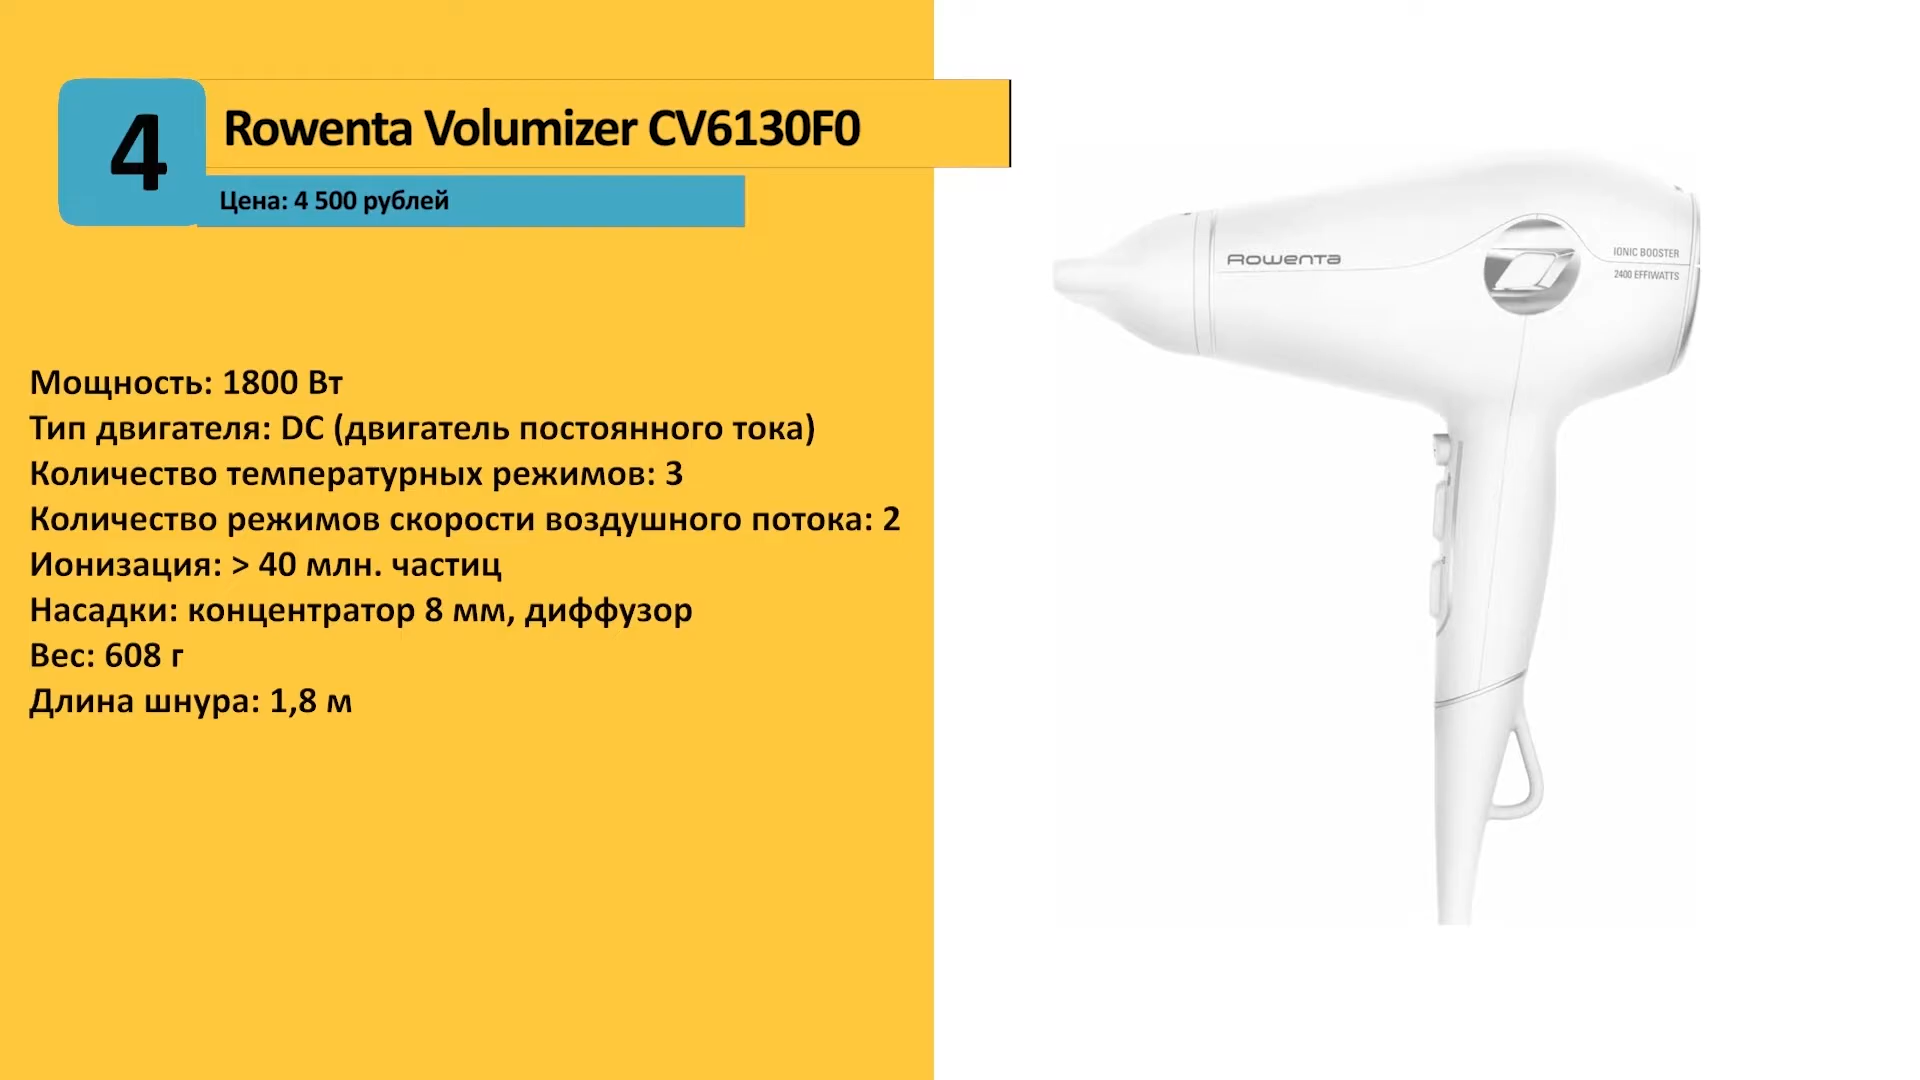 4
Rowenta Volumizer CV6130F0
Цена: 4 500 рублей
Мощность: 1800 Вт
Тип двигателя: DC (двигатель постоянного тока)
Количество температурных режимов: 3
Количество режимов скорости воздушного потока: 2
Ионизация: > 40 млн. частиц
Насадки: концентратор 8 мм, диффузор
Вес: 608 г
Длина шнура: 1,8 м
Rowenta
IONIC BOOSTER
2400 EFFIWATTS